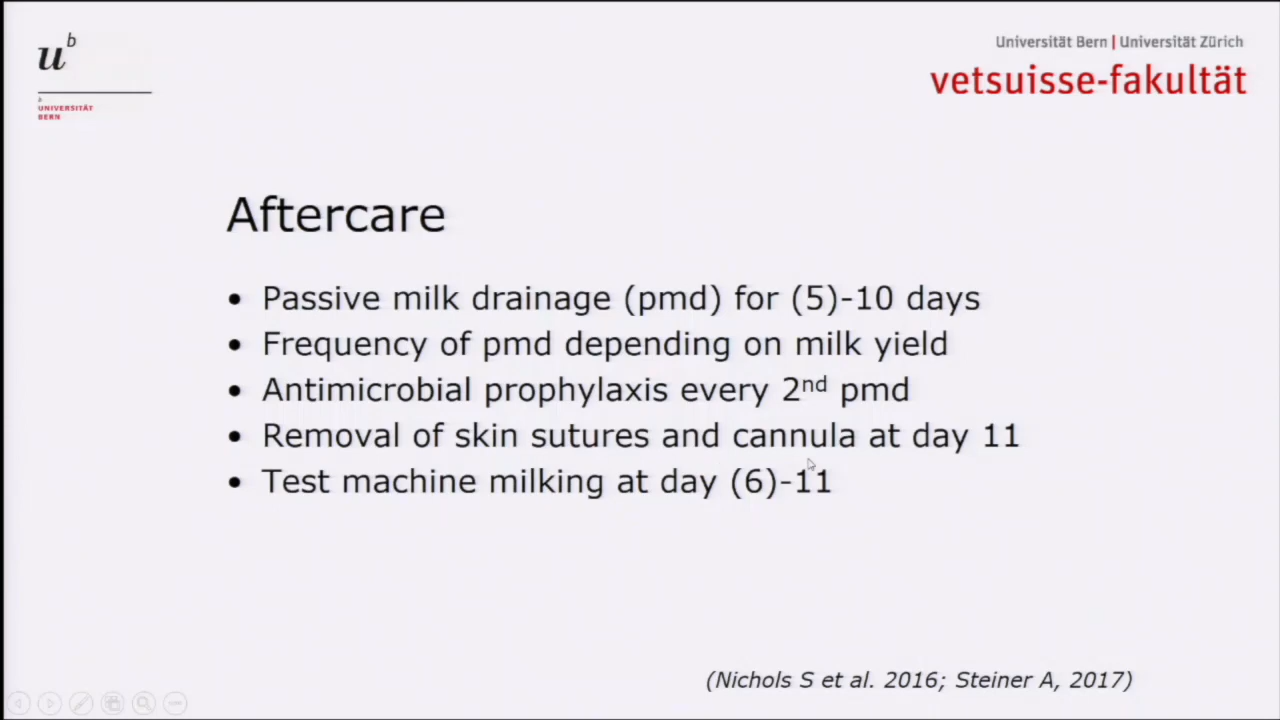 u^b
b
UNIVERSITÄT
BERN
Universität Bern | Universität Zürich
vetsuisse-fakultät
Aftercare
• Passive milk drainage (pmd) for (5)-10 days
• Frequency of pmd depending on milk yield
• Antimicrobial prophylaxis every 2nd pmd
• Removal of skin sutures and cannula at day 11
• Test machine milking at day (6)-11
(Nichols S et al. 2016; Steiner A, 2017)